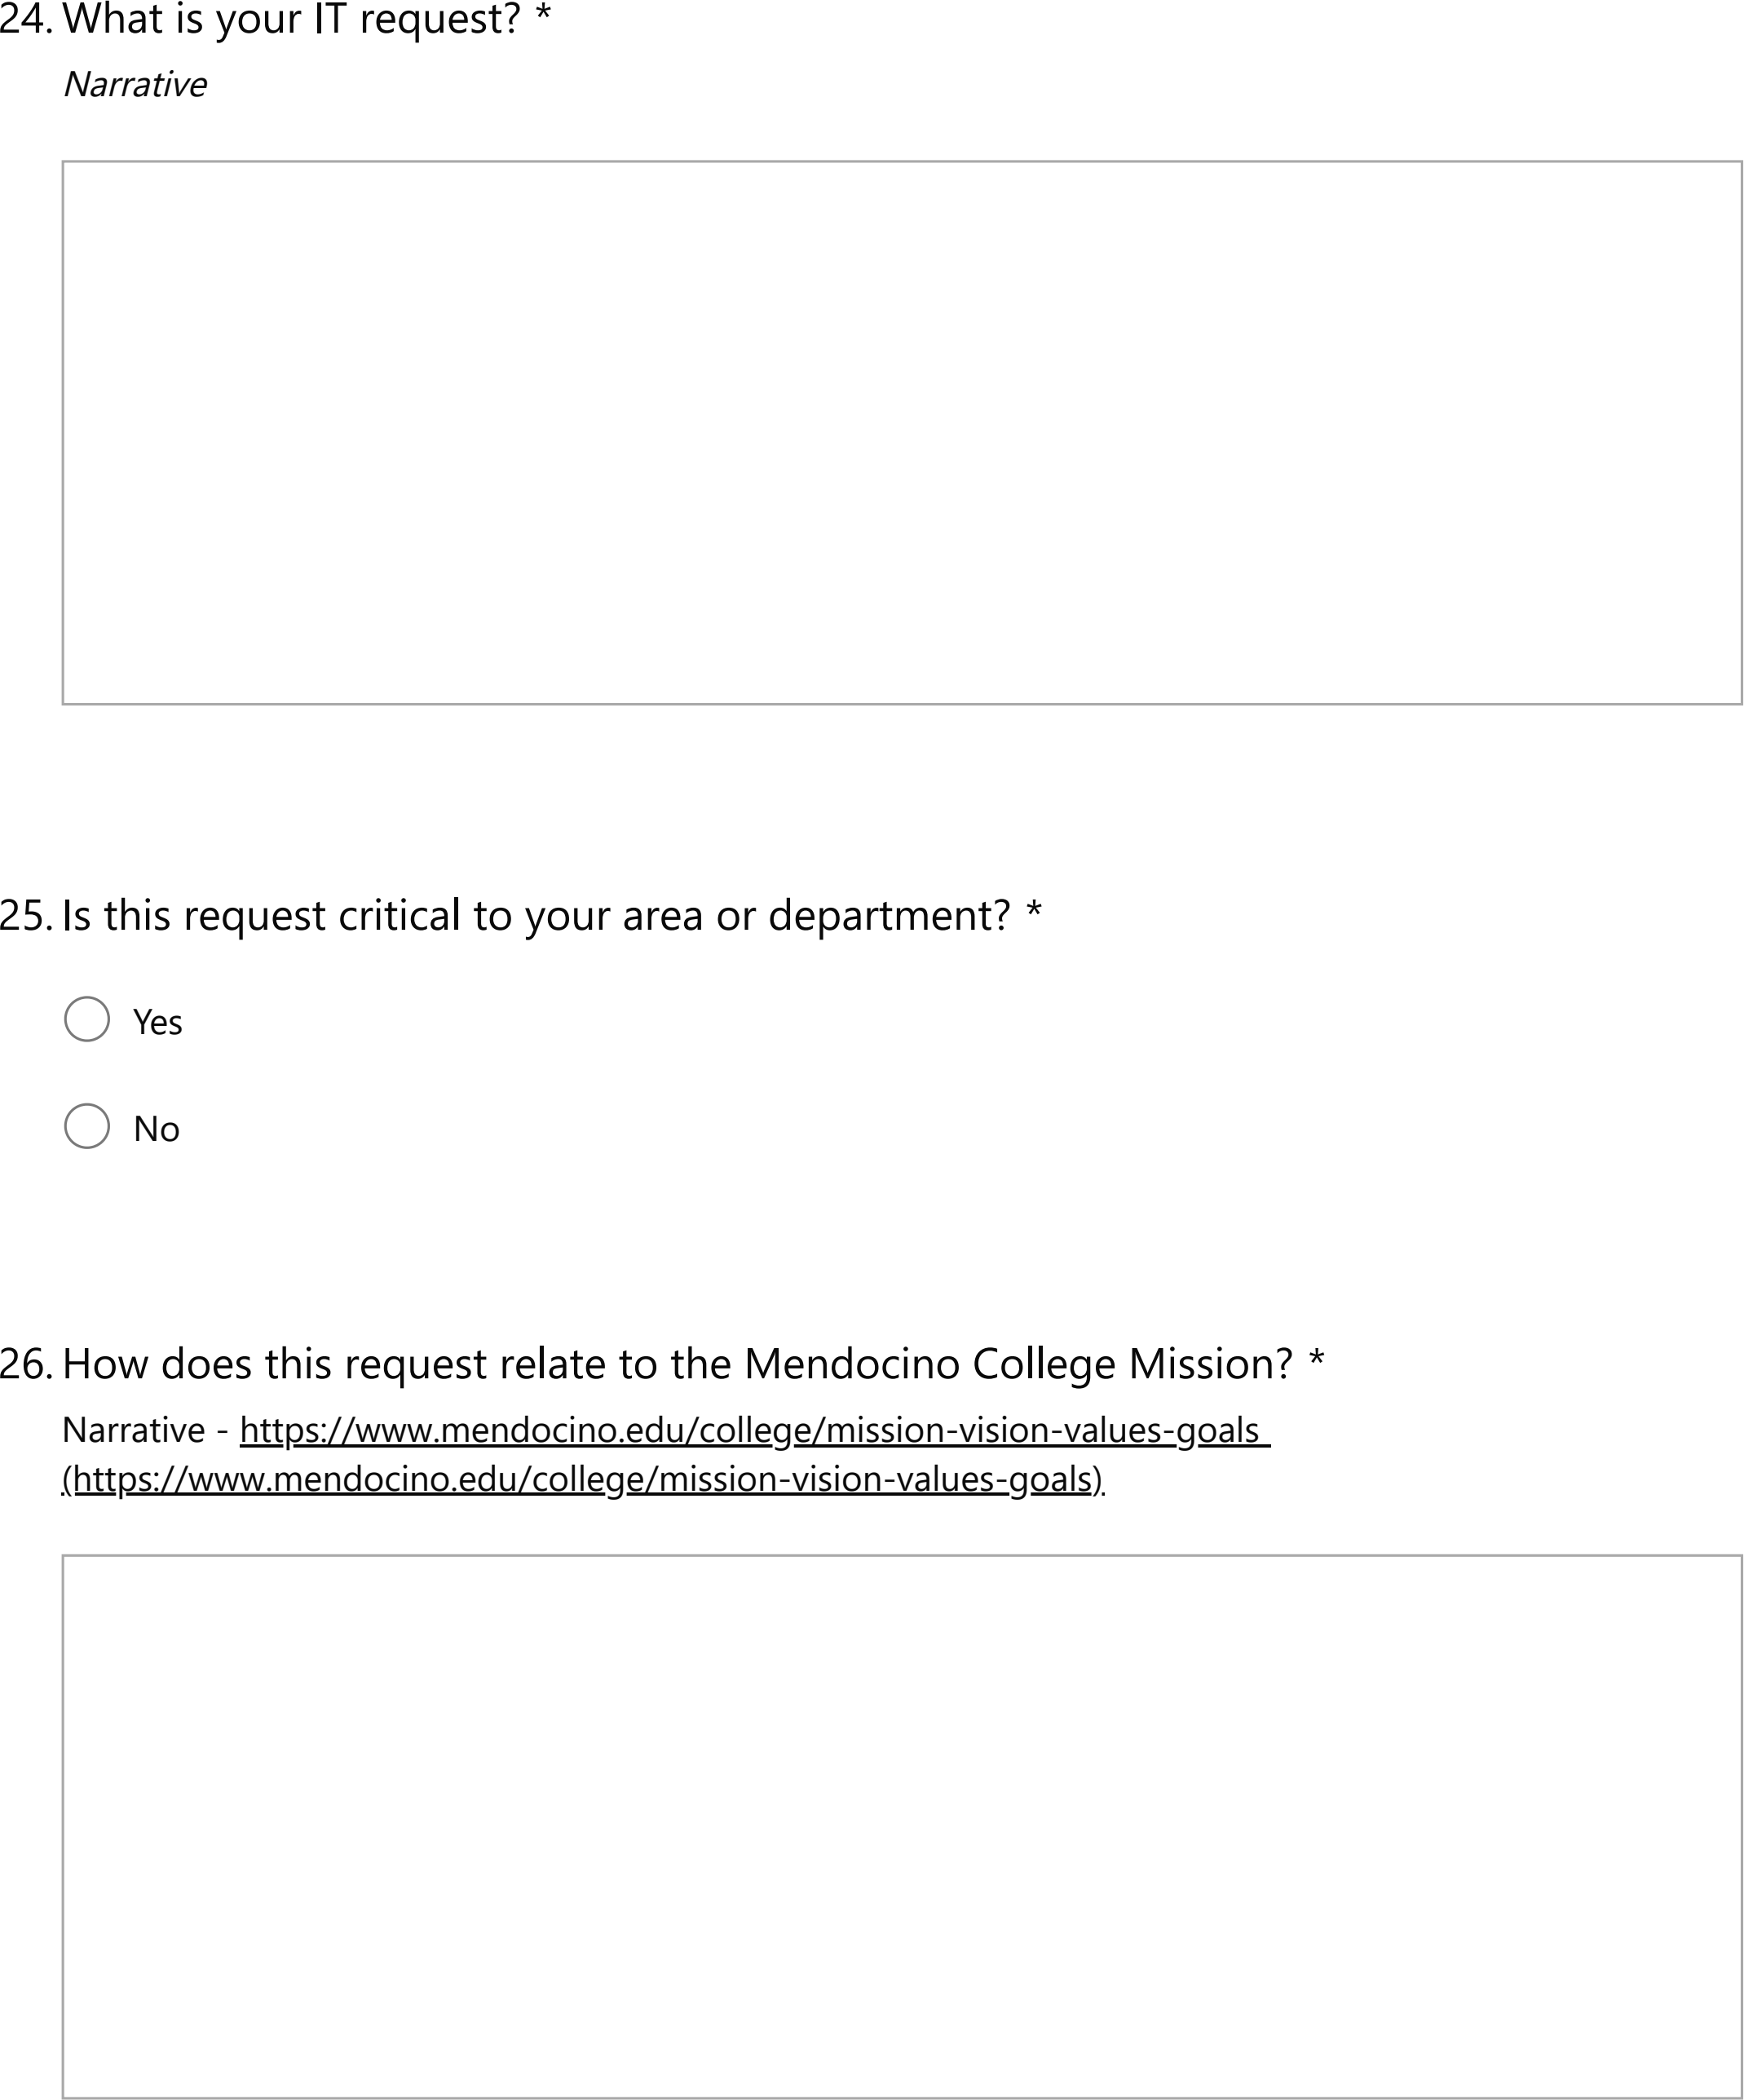 24. What is your IT request? *
Narrative
25. Is this request critical to your area or department? *
Yes
No
26. How does this request relate to the Mendocino College Mission? *
Narrative - https://www.mendocino.edu/college/mission-vision-values-goals
(https://www.mendocino.edu/college/mission-vision-values-goals)